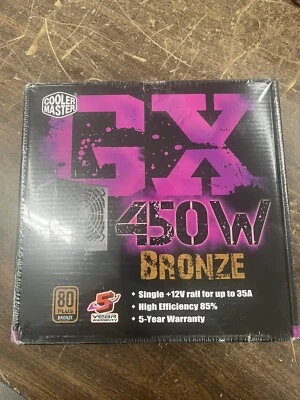 COOLER
MASTER
GX
450W
BRONZE
• Single +12V rail for up to 35A
• High Efficiency 85%
• 5-Year Warranty
80
PLUS
BRONZE
5
YEAR
WARRANTY